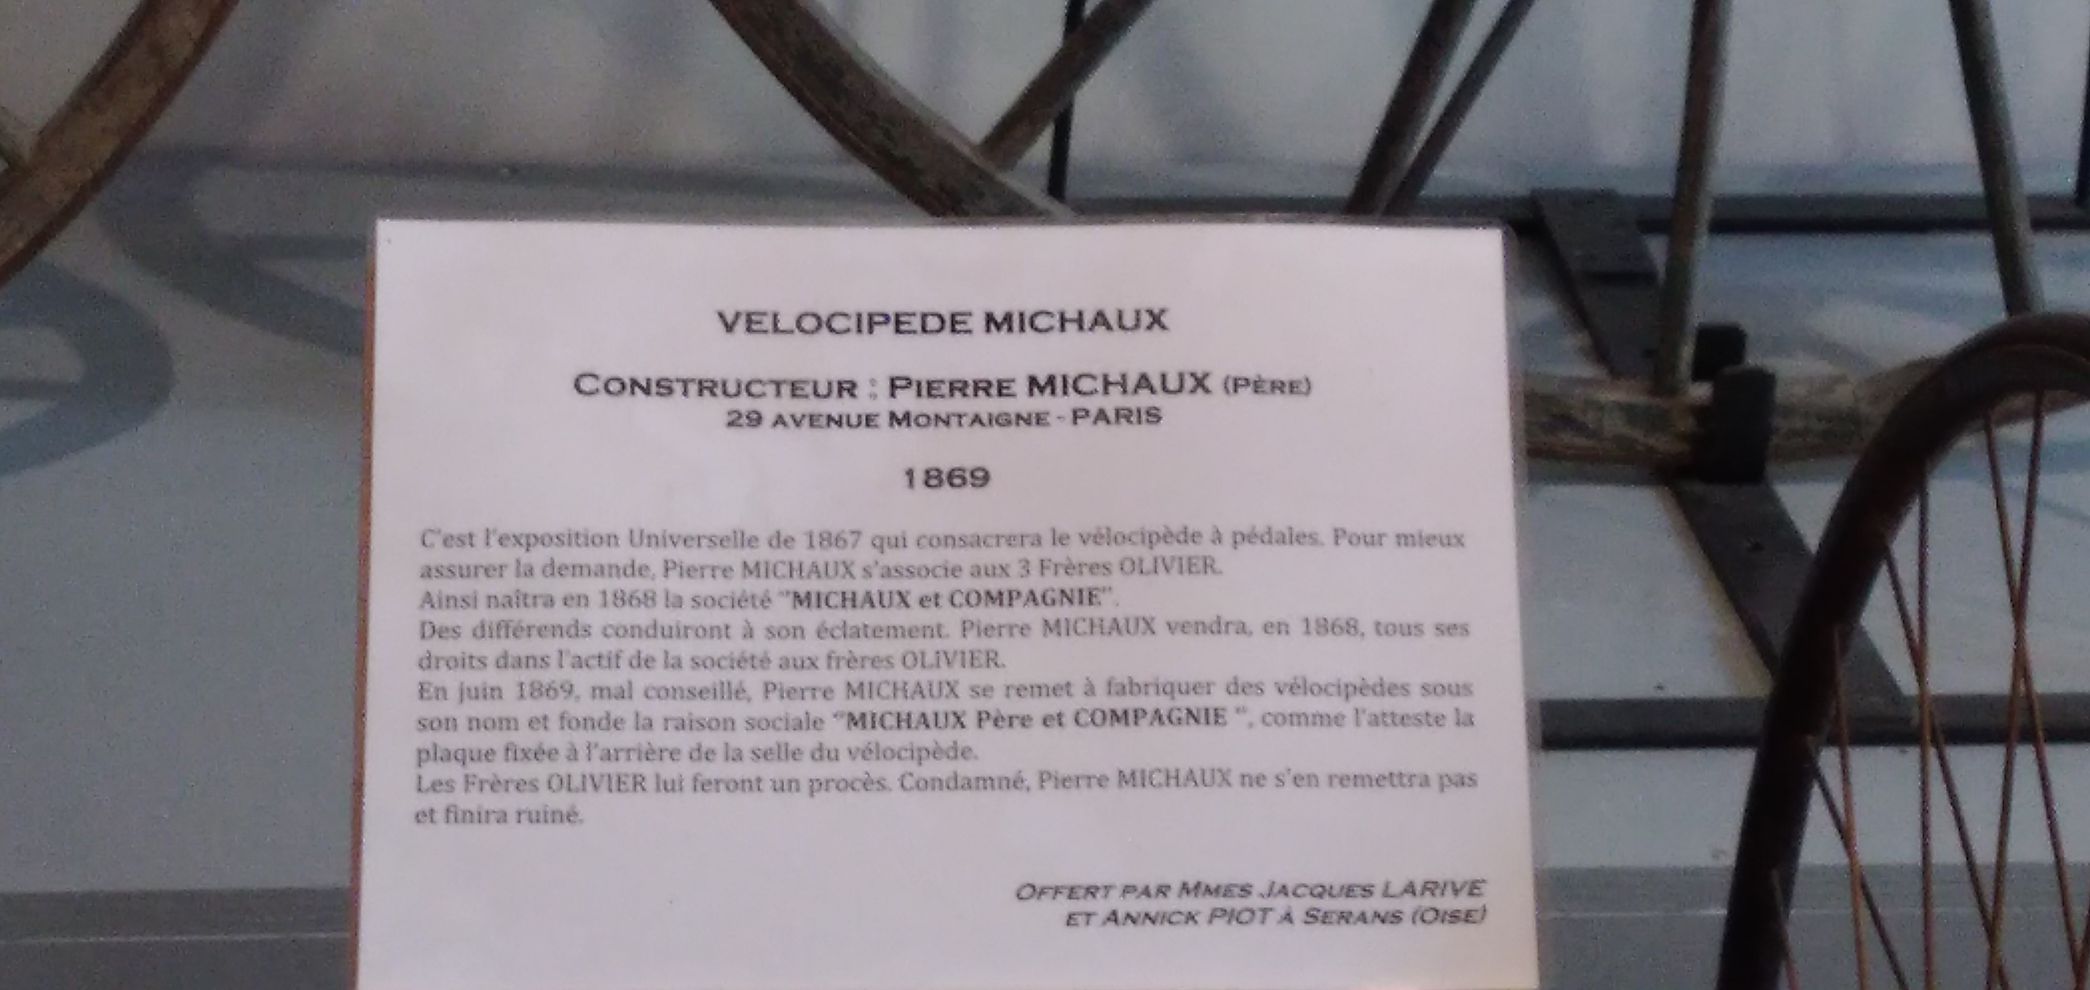 VELOCIPEDE MICHAUX
CONSTRUCTEUR : PIERRE MICHAUX (PÈRE)
29 AVENUE MONTAIGNE - PARIS
1869
C'est l'exposition Universelle de 1867 qui consacrera le vélocipède à pédales. Pour mieux
assurer la demande, Pierre MICHAUX s'associe aux 3 Frères OLIVIER.
Ainsi naîtra en 1868 la société "MICHAUX et COMPAGNIE".
Des différends conduiront à son éclatement. Pierre MICHAUX vendra, en 1868, tous ses
droits dans l'actif de la société aux frères OLIVIER.
En juin 1869, mal conseillé, Pierre MICHAUX se remet à fabriquer des vélocipèdes sous
son nom et fonde la raison sociale "MICHAUX Père et COMPAGNIE ", comme l'atteste la
plaque fixée à l'arrière de la selle du vélocipède.
Les Frères OLIVIER lui feront un procès. Condamné, Pierre MICHAUX ne s'en remettra pas
et finira ruiné.
OFFERT PAR MMES JACQUES LARIVE
ET ANNICK PIOT À SERANS (OISE)